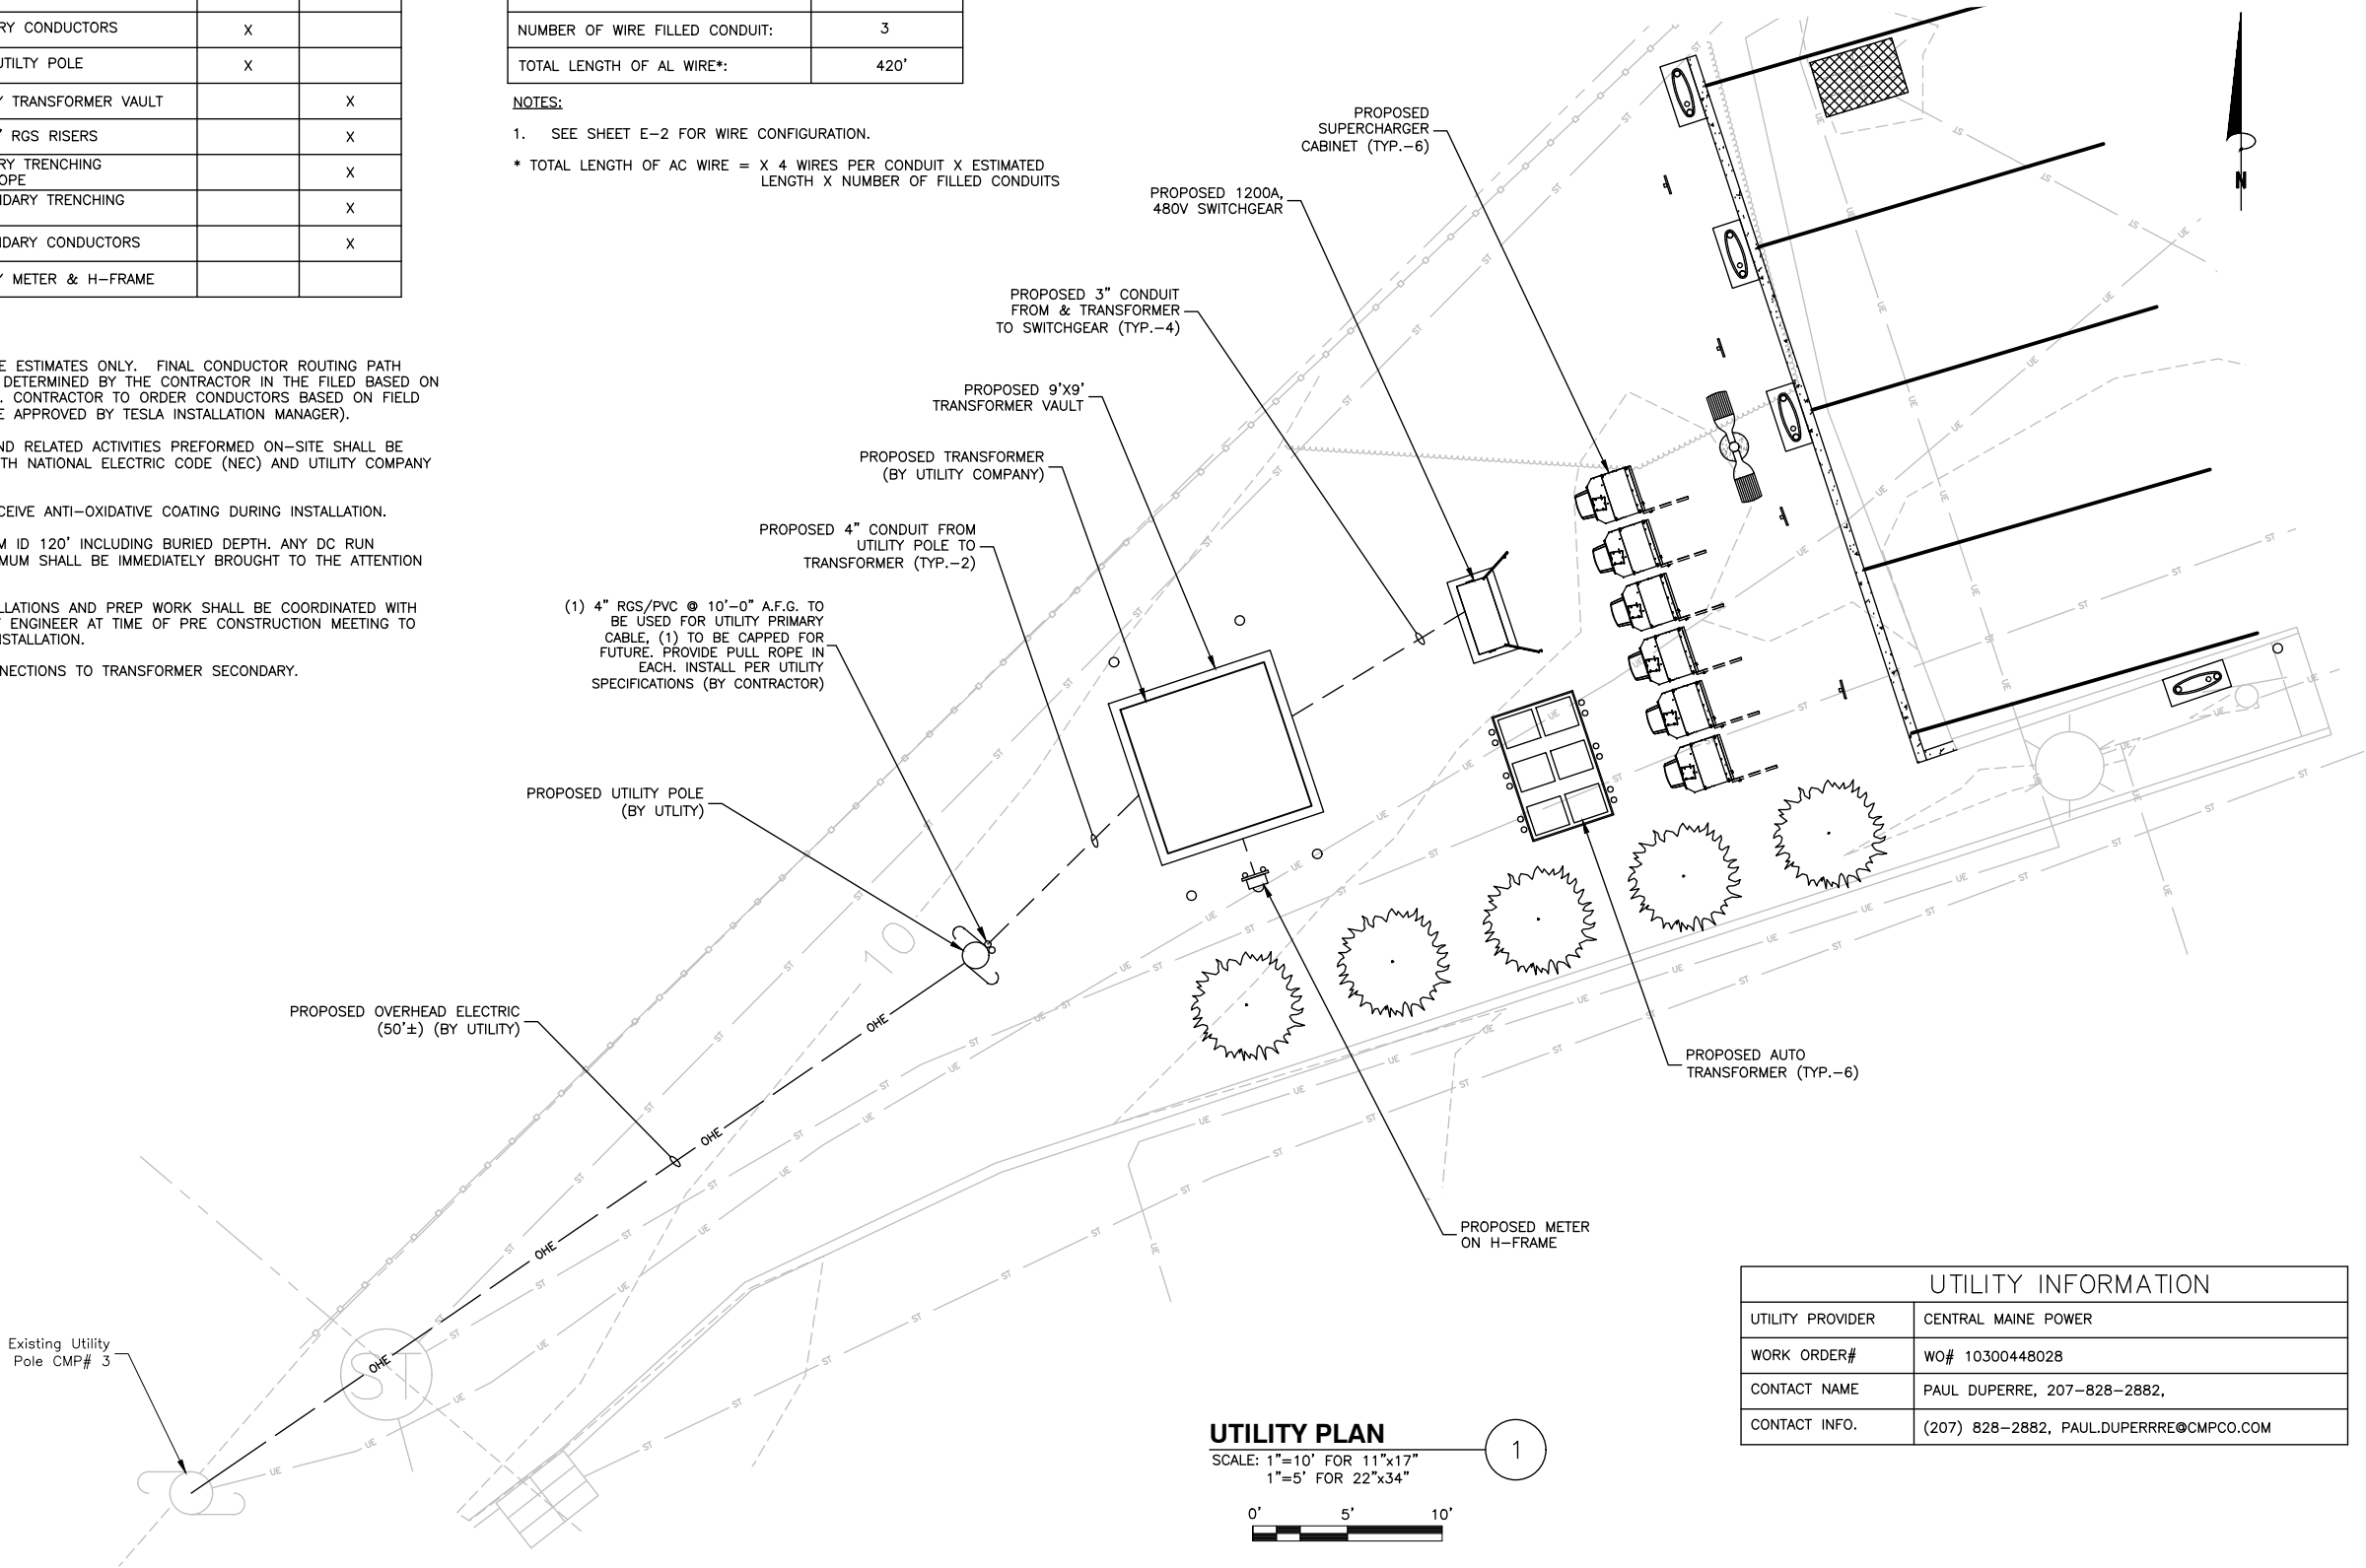 RY CONDUCTORS X
UTILTY POLE X
Y TRANSFORMER VAULT X
' RGS RISERS X
RY TRENCHING
OPE X
NDARY TRENCHING X
NDARY CONDUCTORS X
Y METER & H-FRAME
NUMBER OF WIRE FILLED CONDUIT: 3
TOTAL LENGTH OF AL WIRE*: 420'
NOTES:
1. SEE SHEET E-2 FOR WIRE CONFIGURATION.
* TOTAL LENGTH OF AC WIRE = X 4 WIRES PER CONDUIT X ESTIMATED
LENGTH X NUMBER OF FILLED CONDUITS
E ESTIMATES ONLY. FINAL CONDUCTOR ROUTING PATH
DETERMINED BY THE CONTRACTOR IN THE FILED BASED ON
. CONTRACTOR TO ORDER CONDUCTORS BASED ON FIELD
E APPROVED BY TESLA INSTALLATION MANAGER).
ND RELATED ACTIVITIES PREFORMED ON-SITE SHALL BE
TH NATIONAL ELECTRIC CODE (NEC) AND UTILITY COMPANY
CEIVE ANTI-OXIDATIVE COATING DURING INSTALLATION.
M ID 120' INCLUDING BURIED DEPTH. ANY DC RUN
MUM SHALL BE IMMEDIATELY BROUGHT TO THE ATTENTION
LLATIONS AND PREP WORK SHALL BE COORDINATED WITH
Y ENGINEER AT TIME OF PRE CONSTRUCTION MEETING TO
NSTALLATION.
NNECTIONS TO TRANSFORMER SECONDARY.
PROPOSED
SUPERCHARGER
CABINET (TYP.-6)
PROPOSED 1200A,
480V SWITCHGEAR
PROPOSED 3" CONDUIT
FROM & TRANSFORMER
TO SWITCHGEAR (TYP.-4)
PROPOSED 9'X9'
TRANSFORMER VAULT
PROPOSED TRANSFORMER
(BY UTILITY COMPANY)
PROPOSED 4" CONDUIT FROM
UTILITY POLE TO
TRANSFORMER (TYP.-2)
(1) 4" RGS/PVC @ 10'-0" A.F.G. TO
BE USED FOR UTILITY PRIMARY
CABLE, (1) TO BE CAPPED FOR
FUTURE. PROVIDE PULL ROPE IN
EACH. INSTALL PER UTILITY
SPECIFICATIONS (BY CONTRACTOR)
PROPOSED UTILITY POLE
(BY UTLITY)
PROPOSED OVERHEAD ELECTRIC
(50'±) (BY UTILITY)
Existing Utility
Pole CMP# 3
N
10
ST
OHE
OHE
OHE
OHE
PROPOSED AUTO
TRANSFORMER (TYP.-6)
PROPOSED METER
ON H-FRAME
UTILITY PLAN
1
SCALE: 1"=10' FOR 11"x17"
1"=5' FOR 22"x34"
0' 5' 10'
UTILITY INFORMATION
UTILITY PROVIDER CENTRAL MAINE POWER
WORK ORDER# WO# 10300448028
CONTACT NAME PAUL DUPERRE, 207-828-2882,
CONTACT INFO. (207) 828-2882, PAUL.DUPERRRE@CMPCO.COM